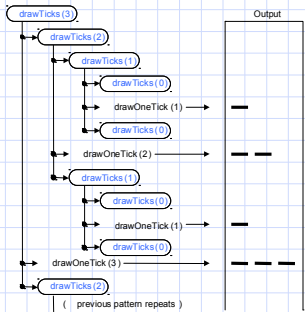 drawTicks(3)
Output
drawTicks(2)
drawTicks(1)
drawTicks(0)
drawOneTick(1)
drawTicks(0)
drawOneTick(2)
drawTicks(1)
drawTicks(0)
drawOneTick(1)
drawTicks(0)
drawOneTick(3)
drawTicks(2)
( previous pattern repeats )